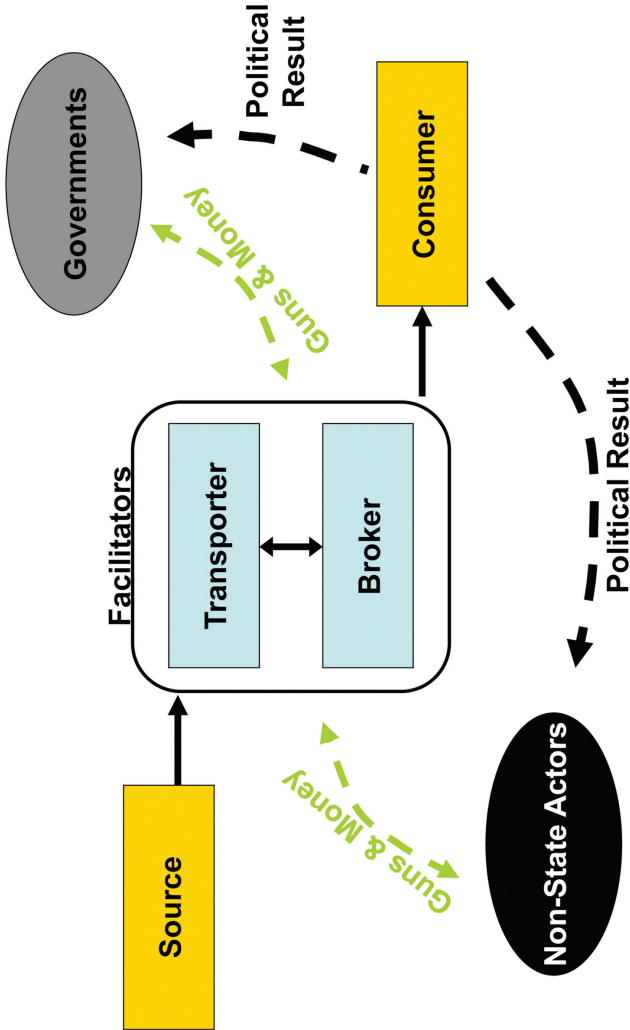 Source
Facilitators
Transporter
Broker
Guns & Money
Governments
Political
Result
Consumer
Guns & Money
Non-State Actors
Political Result